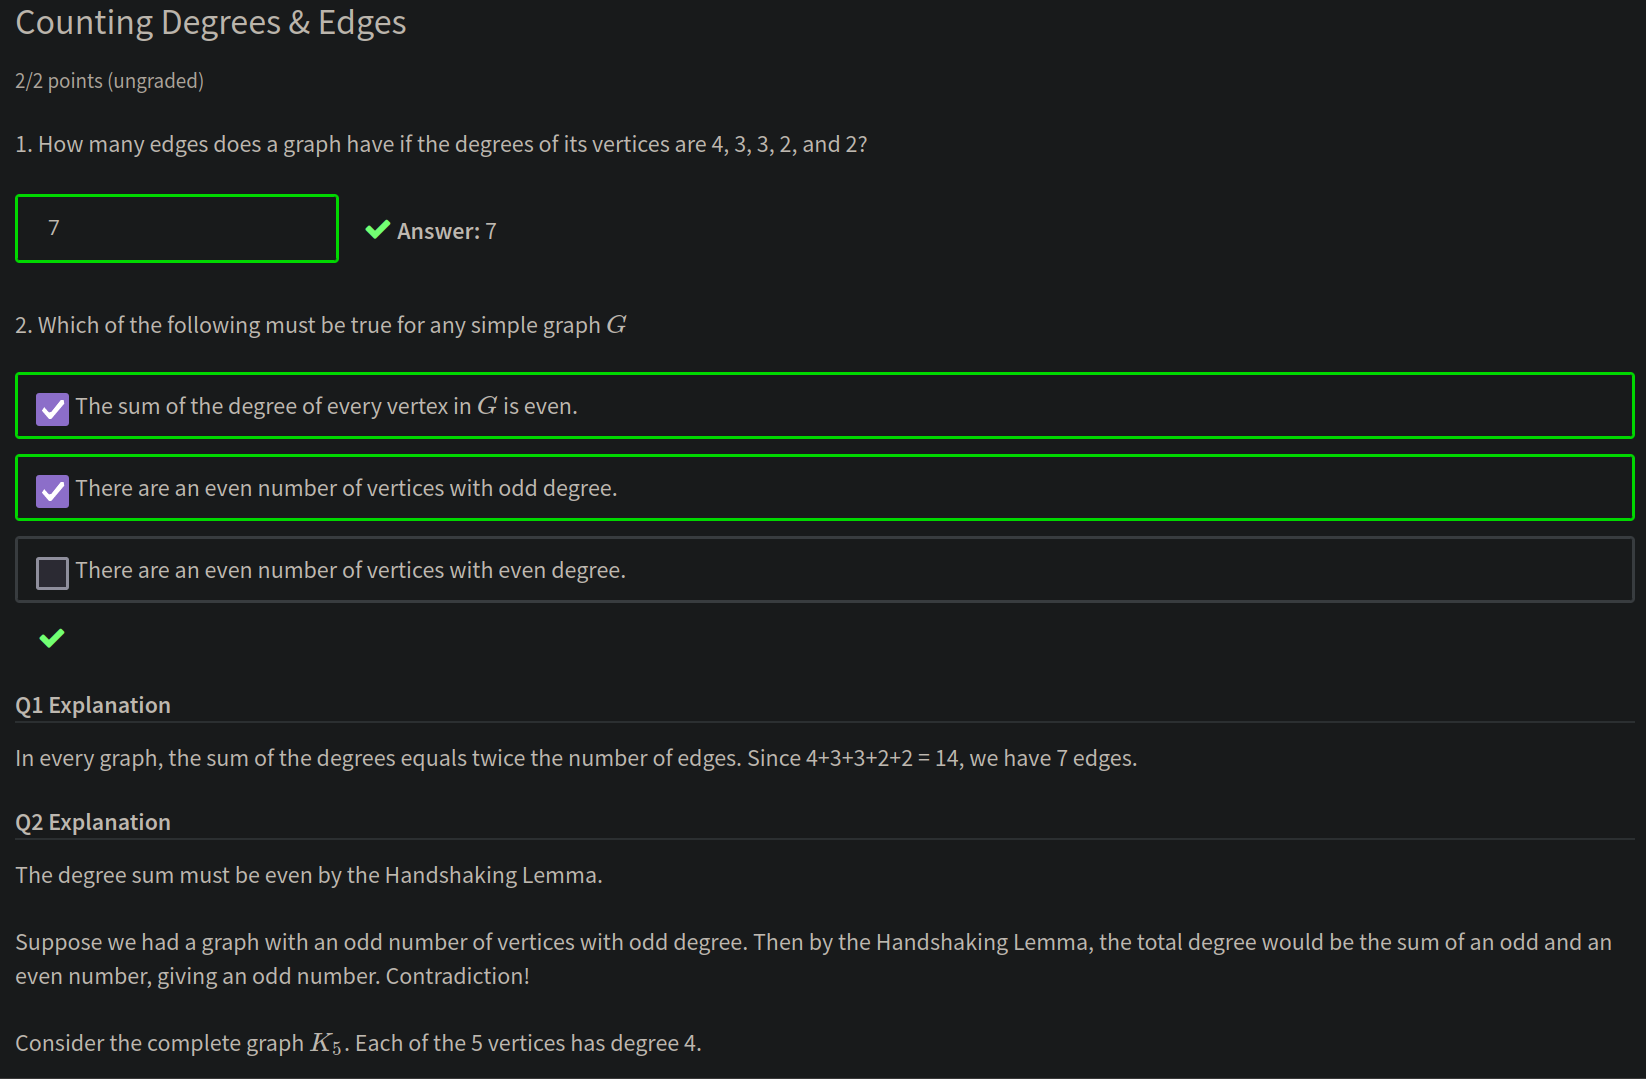 Counting Degrees & Edges
2/2 points (ungraded)
1. How many edges does a graph have if the degrees of its vertices are 4, 3, 3, 2, and 2?
7
Answer: 7
2. Which of the following must be true for any simple graph G
The sum of the degree of every vertex in G is even.
There are an even number of vertices with odd degree.
There are an even number of vertices with even degree.
Q1 Explanation
In every graph, the sum of the degrees equals twice the number of edges. Since 4+3+3+2+2 = 14, we have 7 edges.
Q2 Explanation
The degree sum must be even by the Handshaking Lemma.
Suppose we had a graph with an odd number of vertices with odd degree. Then by the Handshaking Lemma, the total degree would be the sum of an odd and an
even number, giving an odd number. Contradiction!
Consider the complete graph K₅. Each of the 5 vertices has degree 4.